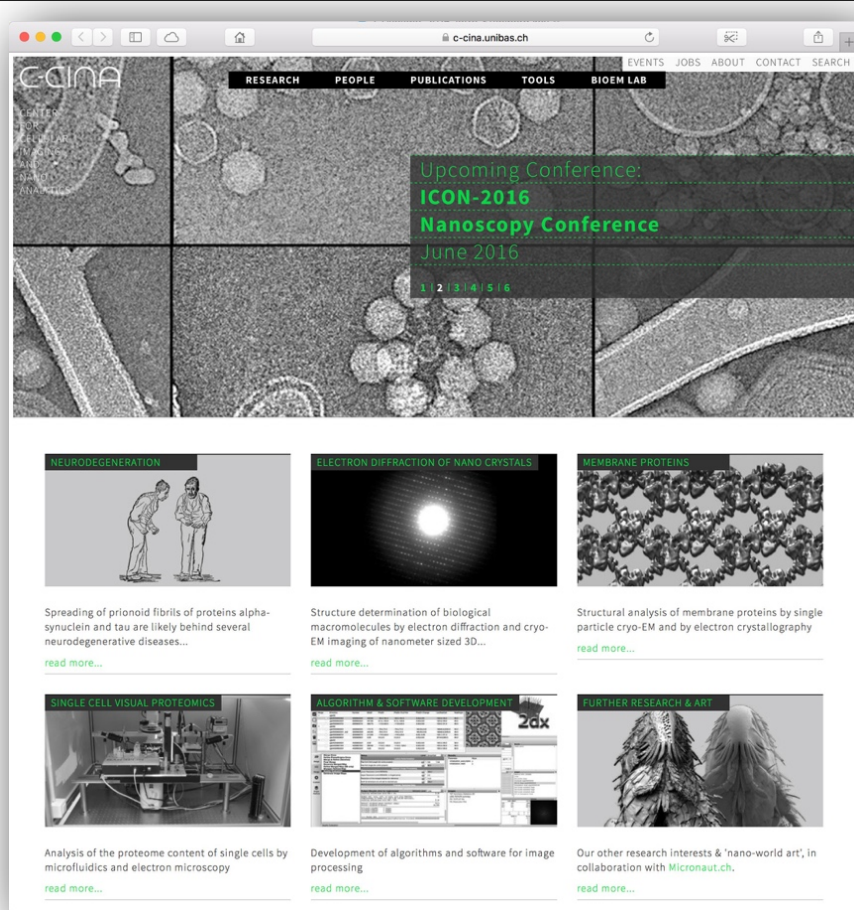 c-cina.unibas.ch
EVENTS JOBS ABOUT CONTACT SEARCH
C-CINA
RESEARCH PEOPLE PUBLICATIONS TOOLS BIOEM LAB
CENTER
FOR
CELLULAR
IMAGING
AND
NANO
ANALYTICS
Upcoming Conference:
ICON-2016
Nanoscopy Conference
June 2016
1 | 2 | 3 | 4 | 5 | 6
NEURODEGENERATION
Spreading of prionoid fibrils of proteins alpha-
synuclein and tau are likely behind several
neurodegenerative diseases...
read more...
ELECTRON DIFFRACTION OF NANO CRYSTALS
Structure determination of biological
macromolecules by electron diffraction and cryo-
EM imaging of nanometer sized 3D...
read more...
MEMBRANE PROTEINS
Structural analysis of membrane proteins by single
particle cryo-EM and by electron crystallography
read more...
SINGLE CELL VISUAL PROTEOMICS
Analysis of the proteome content of single cells by
microfluidics and electron microscopy
read more...
ALGORITHM & SOFTWARE DEVELOPMENT
2dx
Development of algorithms and software for image
processing
read more...
FURTHER RESEARCH & ART
Our other research interests & 'nano-world art', in
collaboration with Micronaut.ch.
read more...